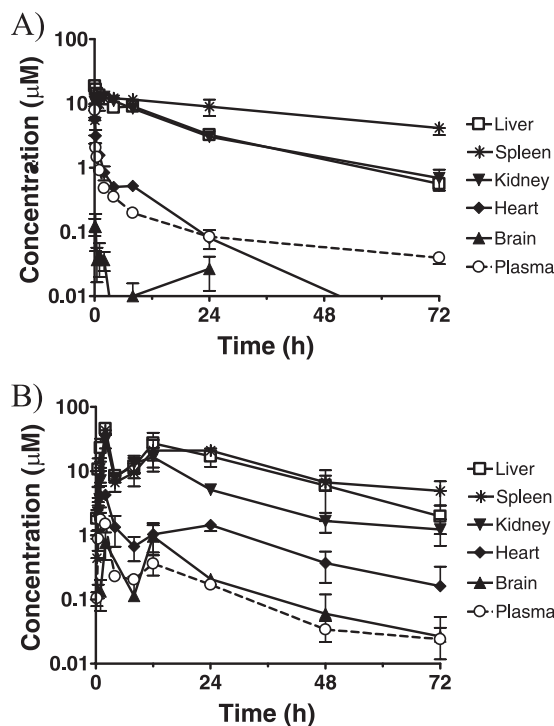 A)
Concentration (µM)
100
10
1
0.1
0.01
0
24
48
72
Time (h)
Liver
Spleen
Kidney
Heart
Brain
Plasma
B)
Concentration (µM)
100
10
1
0.1
0.01
0
12
24
48
72
Time (h)
Liver
Spleen
Kidney
Heart
Brain
Plasma